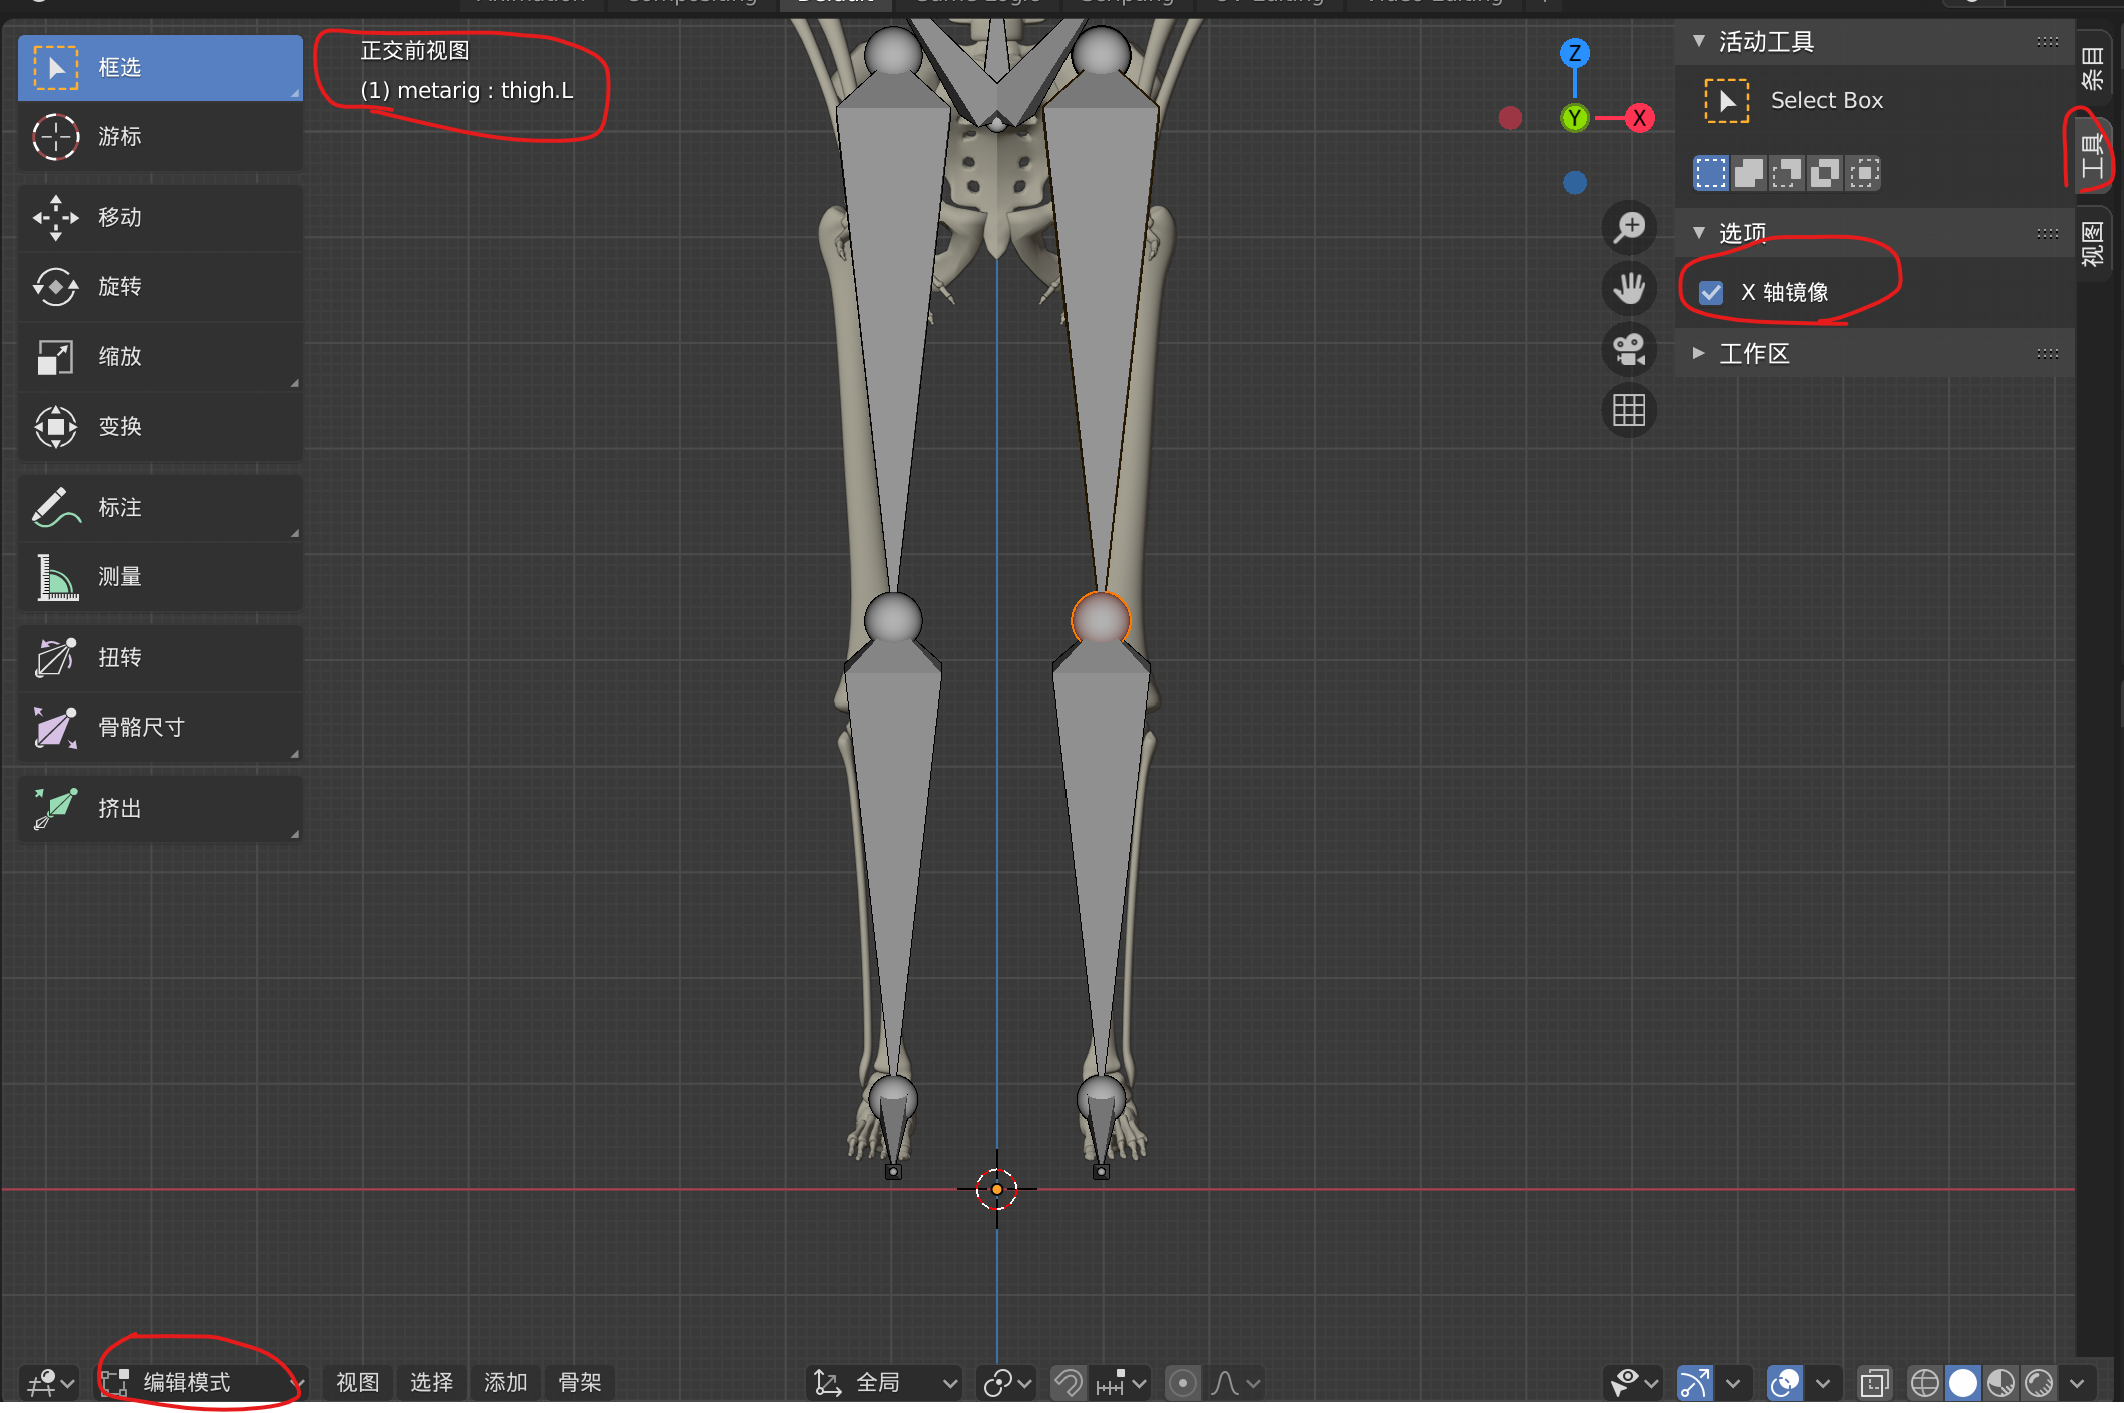 Default
框选
游标
移动
旋转
缩放
变换
标注
测量
扭转
骨骼尺寸
挤出
正交前视图
(1) metarig : thigh.L
Z
Y
X
活动工具
Select Box
选项
X 轴镜像
工作区
条目
工具
视图
编辑模式
视图
选择
添加
骨架
全局